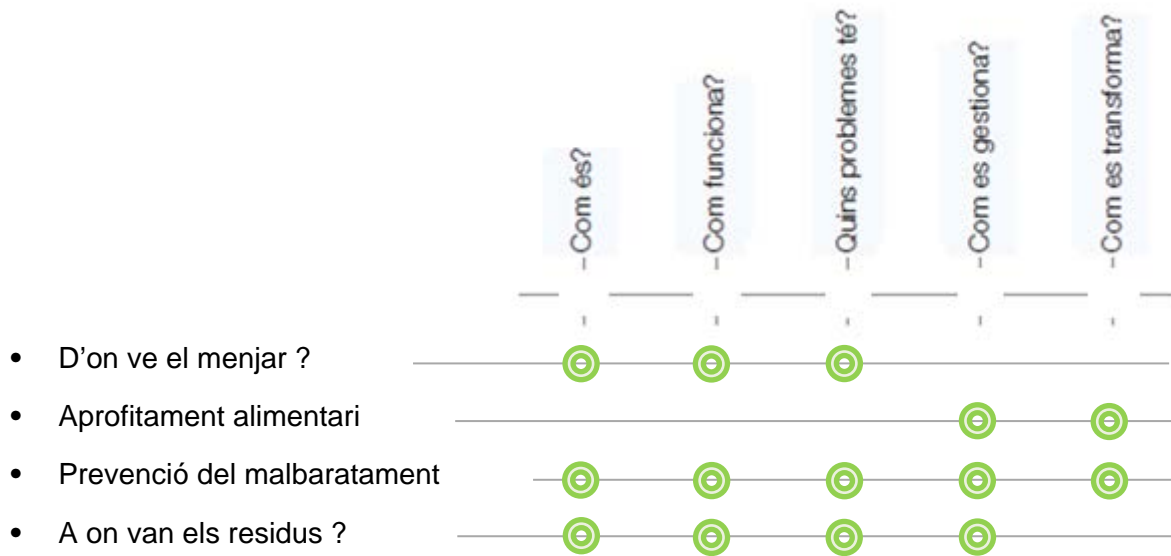 Com és?
Com funciona?
Quins problemes té?
Com es gestiona?
Com es transforma?
• D'on ve el menjar ?
• Aprofitament alimentari
• Prevenció del malbaratament
• A on van els residus ?